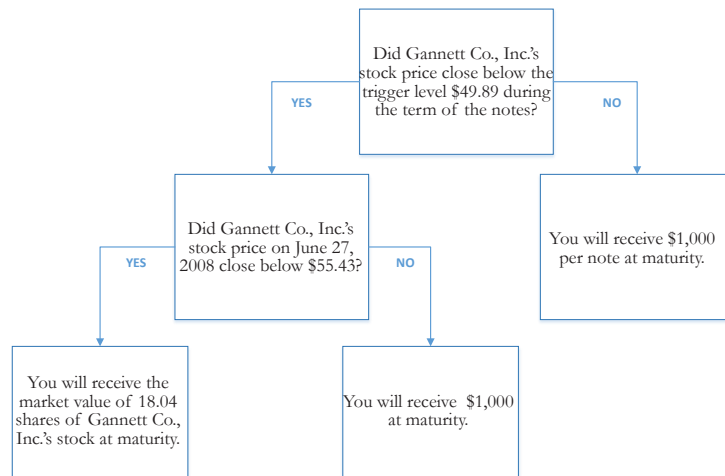 Did Gannett Co., Inc.'s
stock price close below the
trigger level $49.89 during
the term of the notes?
YES
NO
Did Gannett Co., Inc.'s
stock price on June 27,
2008 close below $55.43?
You will receive $1,000
per note at maturity.
YES
NO
You will receive the
market value of 18.04
shares of Gannett Co.,
Inc.'s stock at maturity.
You will receive $1,000
at maturity.